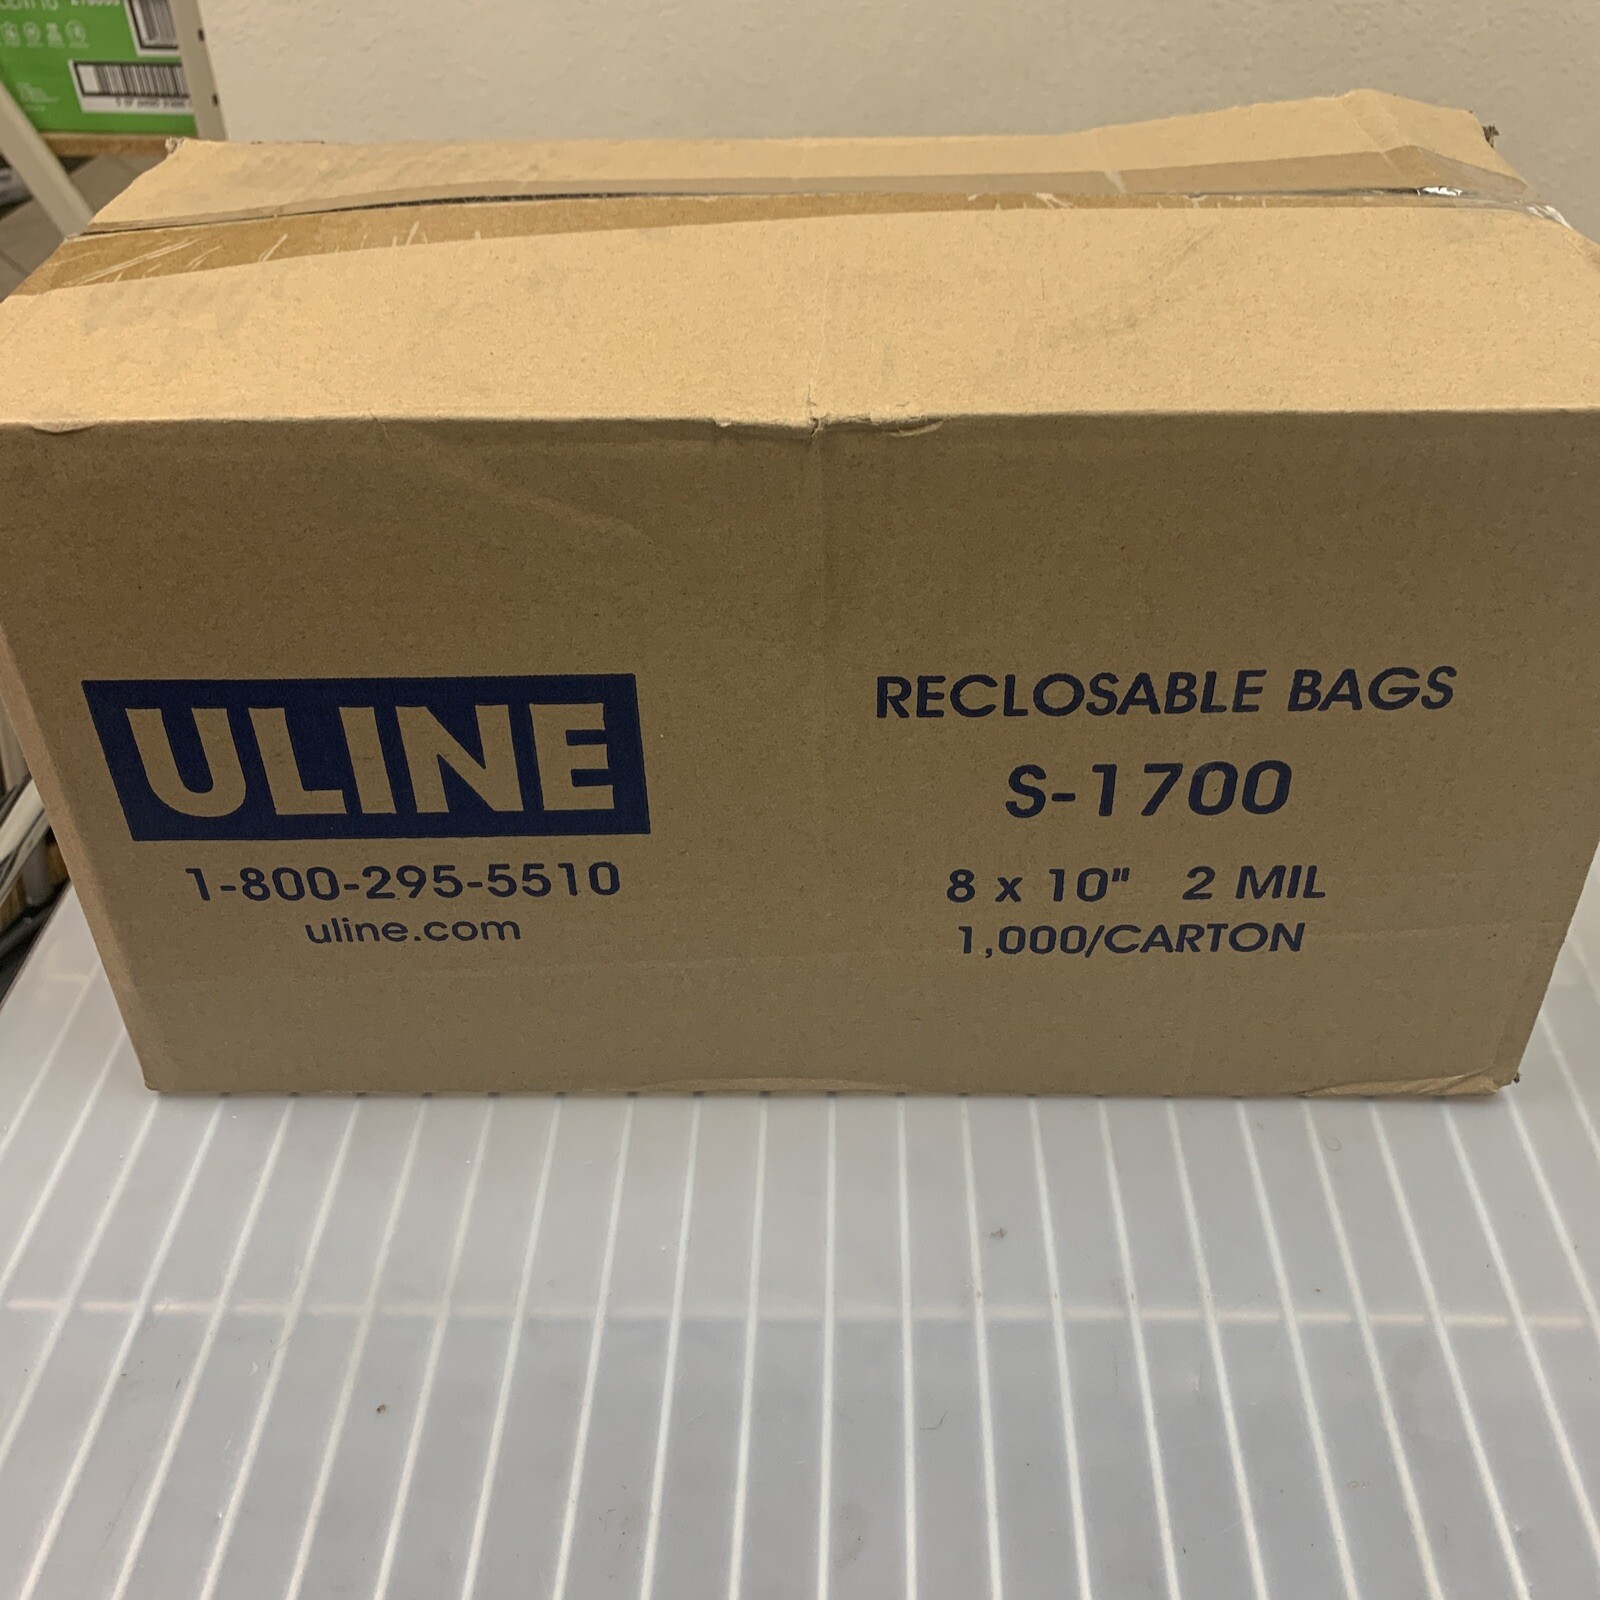 ULINE
1-800-295-5510
uline.com
RECLOSABLE BAGS
S-1700
8 x 10" 2 MIL
1,000/CARTON